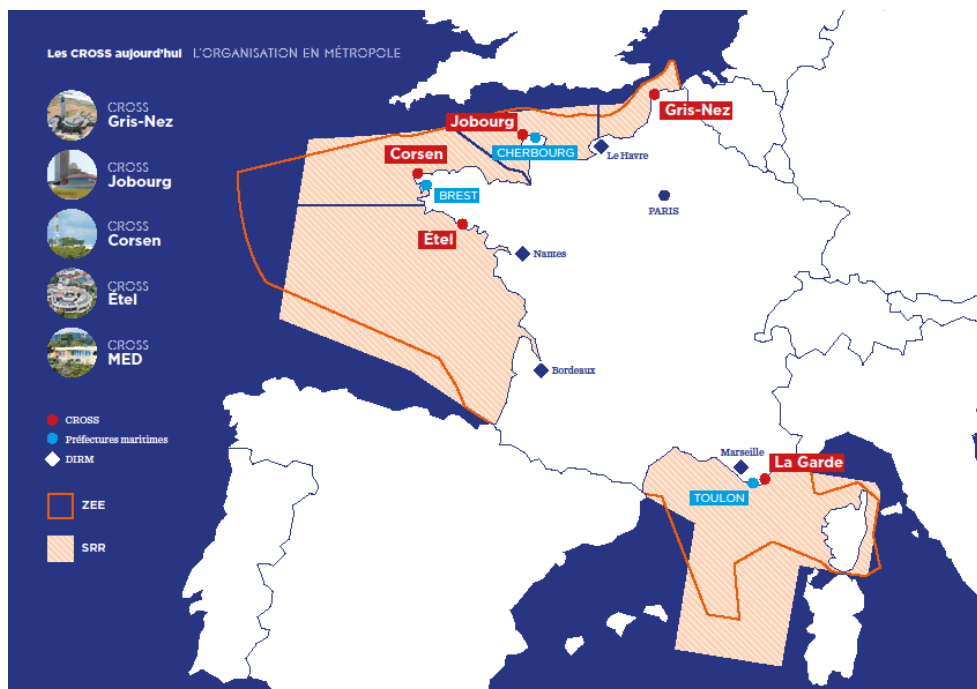 Les CROSS aujourd'hui L'ORGANISATION EN MÉTROPOLE
CROSS
Gris-Nez
CROSS
Jobourg
CROSS
Corsen
CROSS
Étel
CROSS
MED
CROSS
Préfectures maritimes
DIRM
ZEE
SRR
Gris-Nez
Jobourg
CHERBOURG
Le Havre
Corsen
BREST
PARIS
Étel
Nantes
Bordeaux
Marseille
La Garde
TOULON